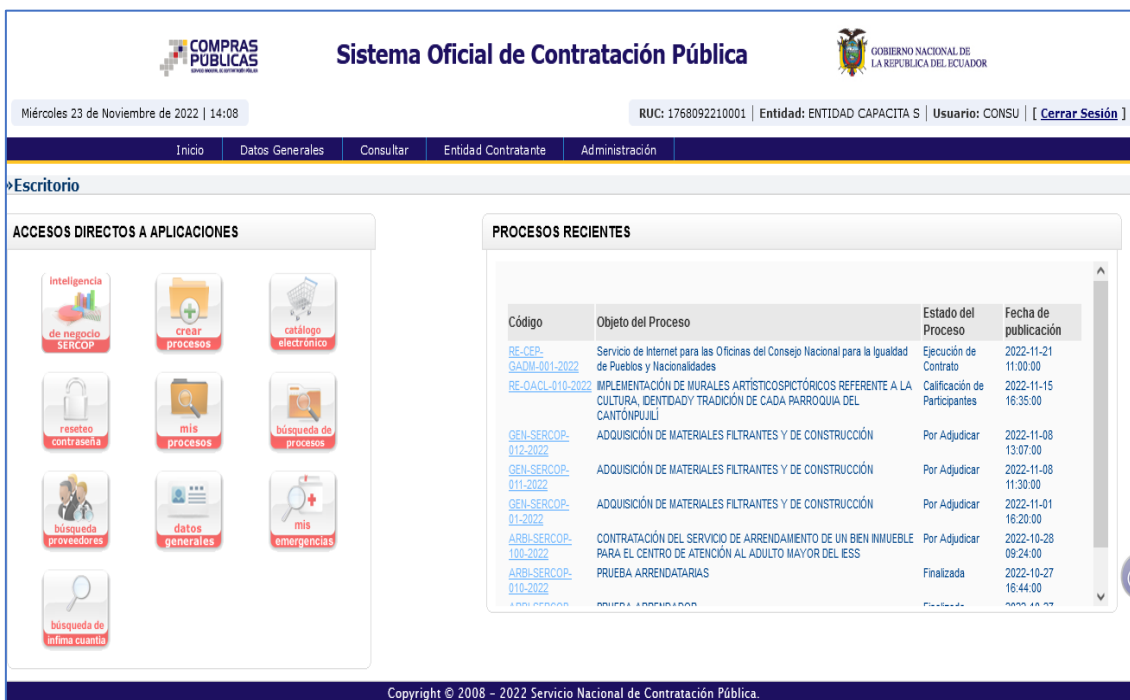 COMPRAS
PÚBLICAS
Sistema Oficial de Contratación Pública
GOBIERNO NACIONAL DE
LA REPUBLICA DEL ECUADOR
Miércoles 23 de Noviembre de 2022 | 14:08
RUC: 1768092210001 | Entidad: ENTIDAD CAPACITA S | Usuario: CONSU | [ Cerrar Sesión ]
Inicio Datos Generales Consultar Entidad Contratante Administración
»Escritorio
ACCESOS DIRECTOS A APLICACIONES
inteligencia
de negocio
SERCOP
crear
procesos
catálogo
electrónico
reseteo
contraseña
mis
procesos
búsqueda de
procesos
búsqueda
proveedores
datos
generales
mis
emergencias
búsqueda de
ínfima cuantía
PROCESOS RECIENTES
Código Objeto del Proceso Estado del Proceso Fecha de publicación
RE-CEP- Servicio de Internet para las Oficinas del Consejo Nacional para la Igualdad Ejecución de 2022-11-21
GADM-001-2022 de Pueblos y Nacionalidades Contrato 11:00:00
RE-OACL-010-2022 IMPLEMENTACIÓN DE MURALES ARTÍSTICOSPICTÓRICOS REFERENTE A LA Calificación de 2022-11-15
CULTURA, IDENTIDADY TRADICIÓN DE CADA PARROQUIA DEL Participantes 16:35:00
CANTÓNPUJILÍ
GEN-SERCOP- ADQUISICIÓN DE MATERIALES FILTRANTES Y DE CONSTRUCCIÓN Por Adjudicar 2022-11-08
012-2022 13:07:00
GEN-SERCOP- ADQUISICIÓN DE MATERIALES FILTRANTES Y DE CONSTRUCCIÓN Por Adjudicar 2022-11-08
011-2022 11:30:00
GEN-SERCOP- ADQUISICIÓN DE MATERIALES FILTRANTES Y DE CONSTRUCCIÓN Por Adjudicar 2022-11-01
01-2022 16:20:00
ARBI-SERCOP- CONTRATACIÓN DEL SERVICIO DE ARRENDAMIENTO DE UN BIEN INMUEBLE Por Adjudicar 2022-10-28
100-2022 PARA EL CENTRO DE ATENCIÓN AL ADULTO MAYOR DEL IESS 09:24:00
ARBI-SERCOP- PRUEBA ARRENDATARIAS Finalizada 2022-10-27
010-2022 16:44:00
Copyright © 2008 - 2022 Servicio Nacional de Contratación Pública.